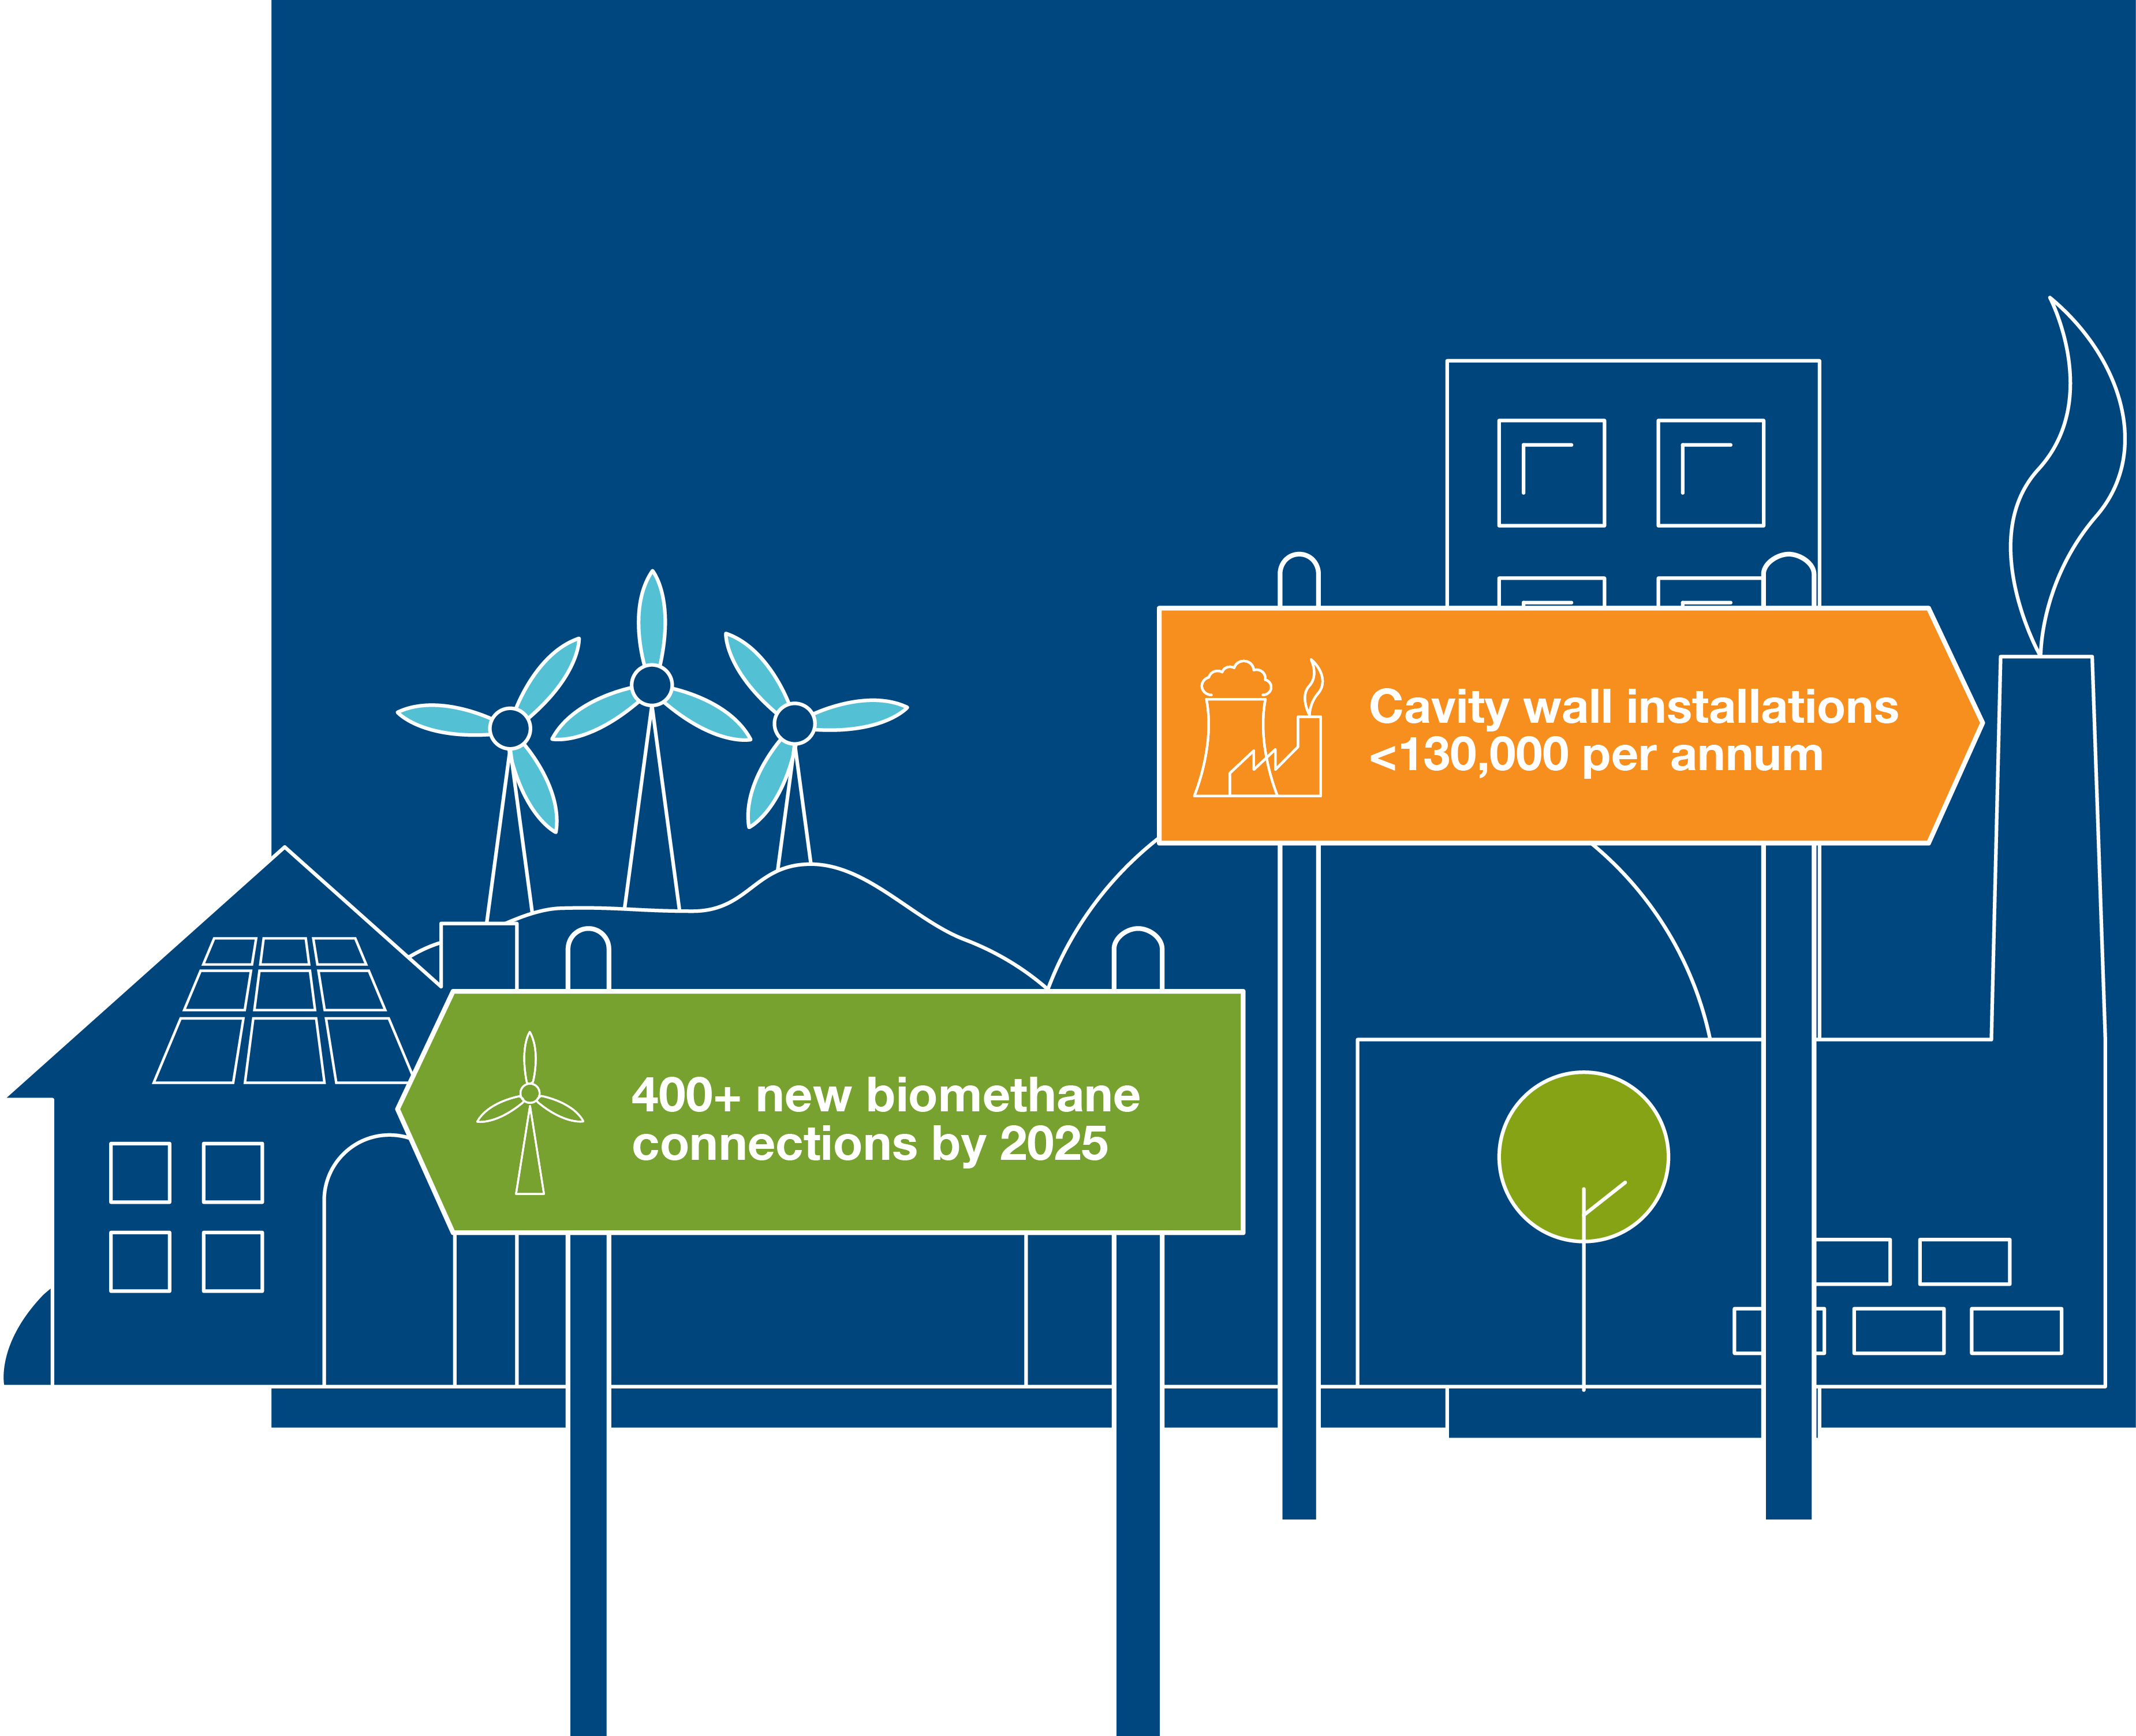 Cavity wall installations
<130,000 per annum
400+ new biomethane
connections by 2025